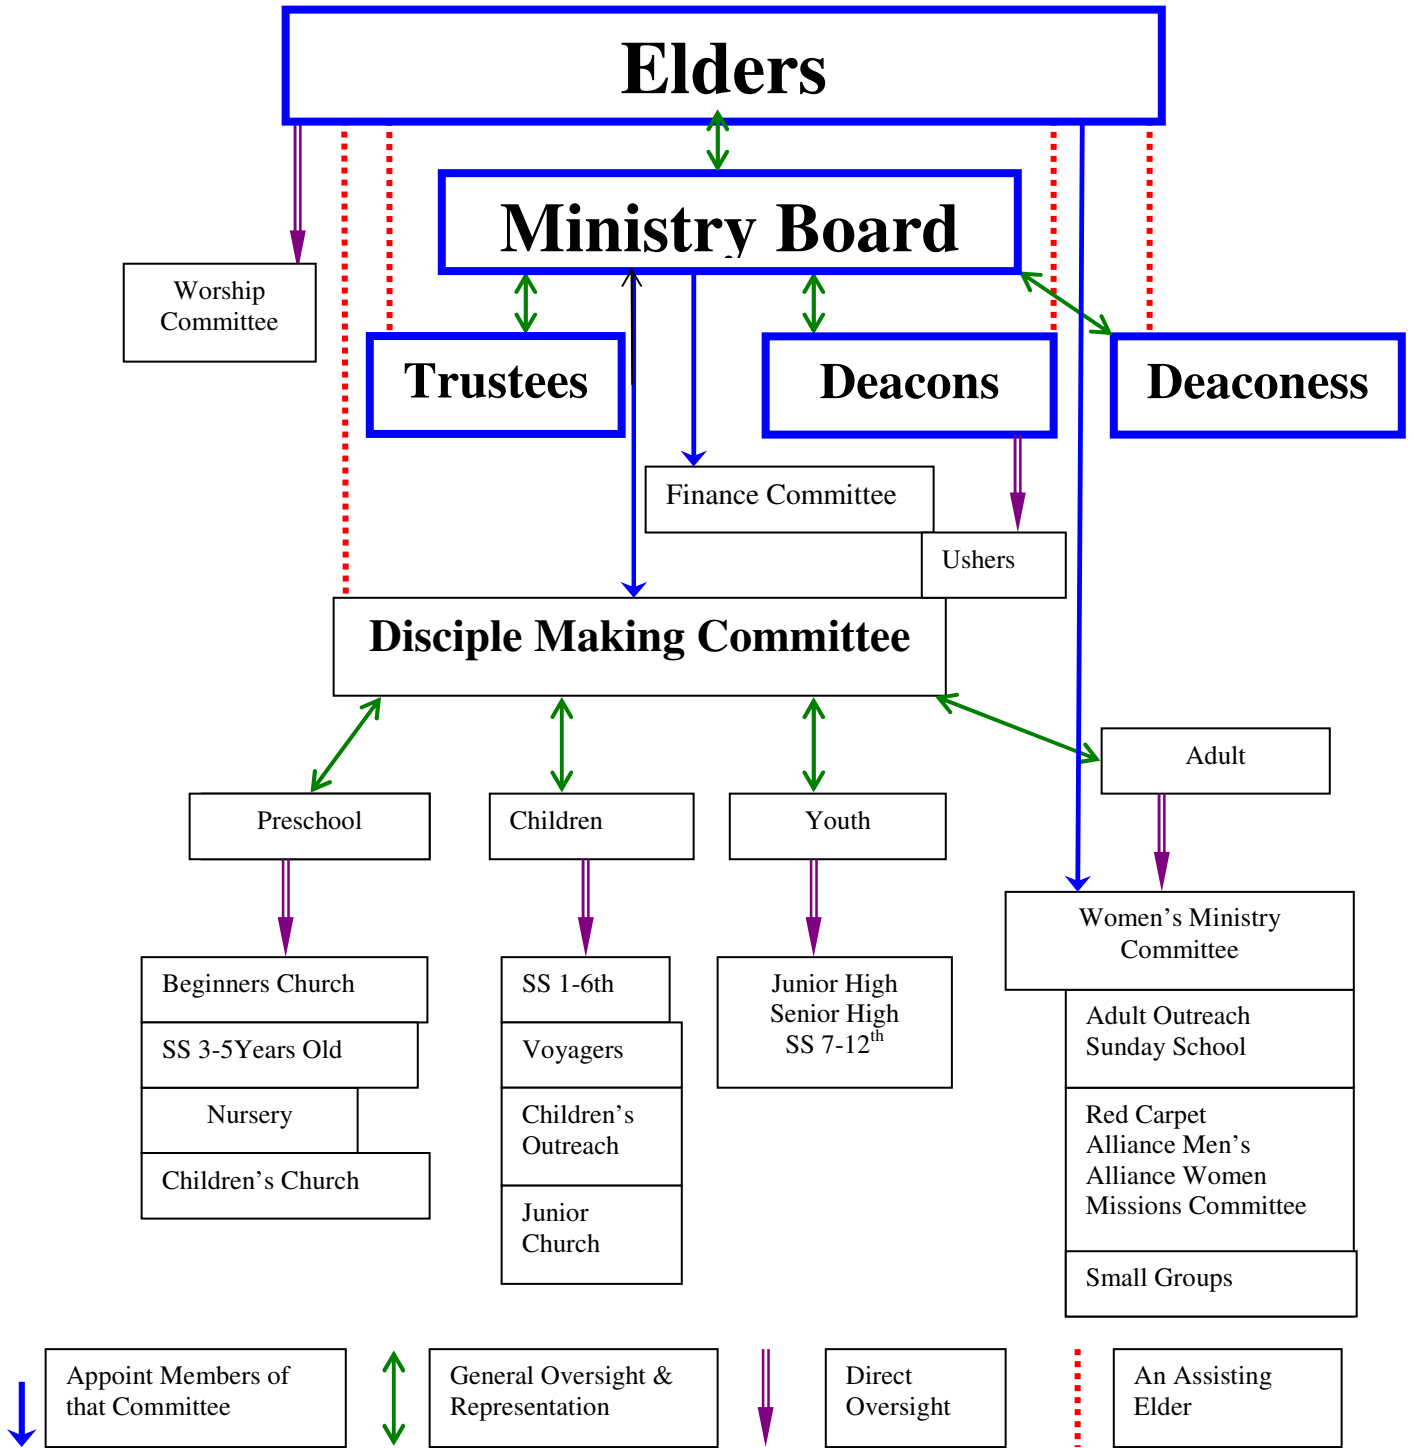 Elders
Ministry Board
Worship
Committee
Trustees
Deacons
Deaconess
Finance Committee
Ushers
Disciple Making Committee
Adult
Preschool
Children
Youth
Women’s Ministry
Committee
Beginners Church
SS 1-6th
Junior High
Senior High
SS 7-12th
Adult Outreach
Sunday School
SS 3-5Years Old
Voyagers
Nursery
Children’s
Outreach
Red Carpet
Alliance Men’s
Alliance Women
Missions Committee
Children’s Church
Junior
Church
Small Groups
Appoint Members of
that Committee
General Oversight &
Representation
Direct
Oversight
An Assisting
Elder